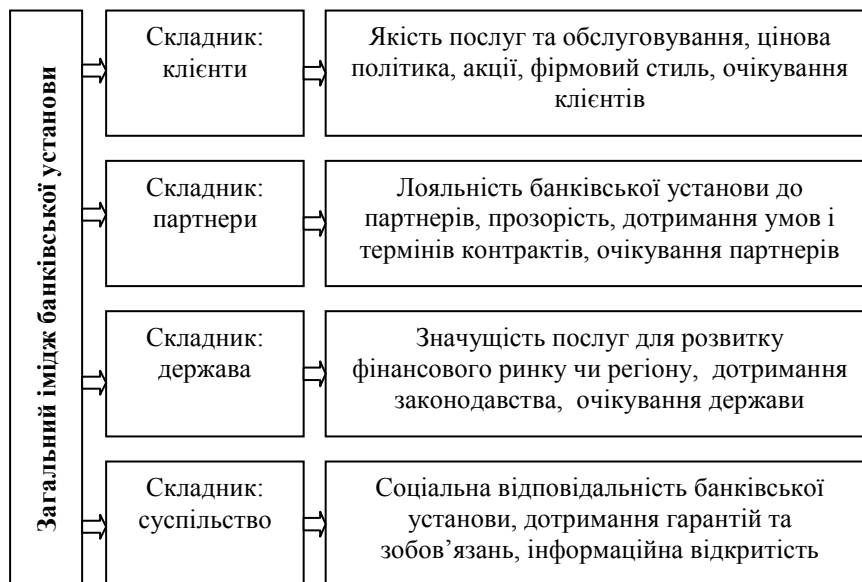 Загальний імідж банківської установи
Складник:
клієнти
Якість послуг та обслуговування, цінова
політика, акції, фірмовий стиль, очікування
клієнтів
Складник:
партнери
Лояльність банківської установи до
партнерів, прозорість, дотримання умов і
термінів контрактів, очікування партнерів
Складник:
держава
Значущість послуг для розвитку
фінансового ринку чи регіону, дотримання
законодавства, очікування держави
Складник:
суспільство
Соціальна відповідальність банківської
установи, дотримання гарантій та
зобов’язань, інформаційна відкритість